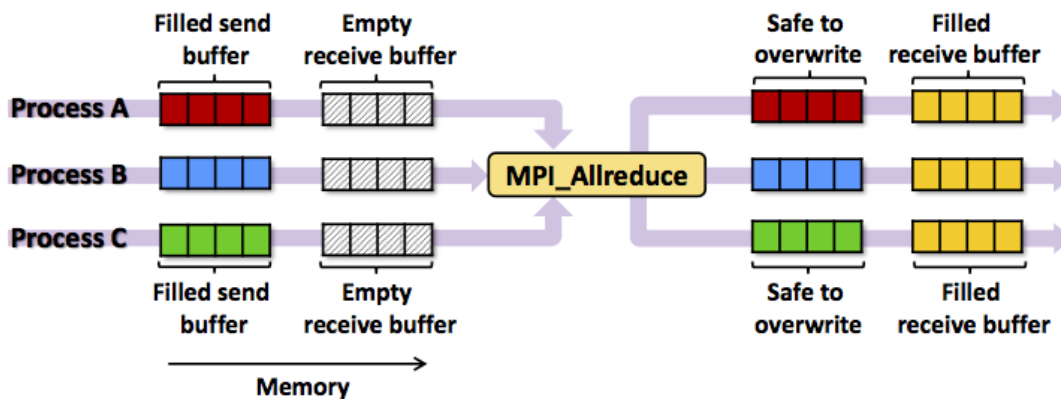 Filled send
buffer
Empty
receive buffer
Safe to
overwrite
Filled
receive buffer
Process A
Process B
MPI_Allreduce
Process C
Filled send
buffer
Empty
receive buffer
Safe to
overwrite
Filled
receive buffer
Memory